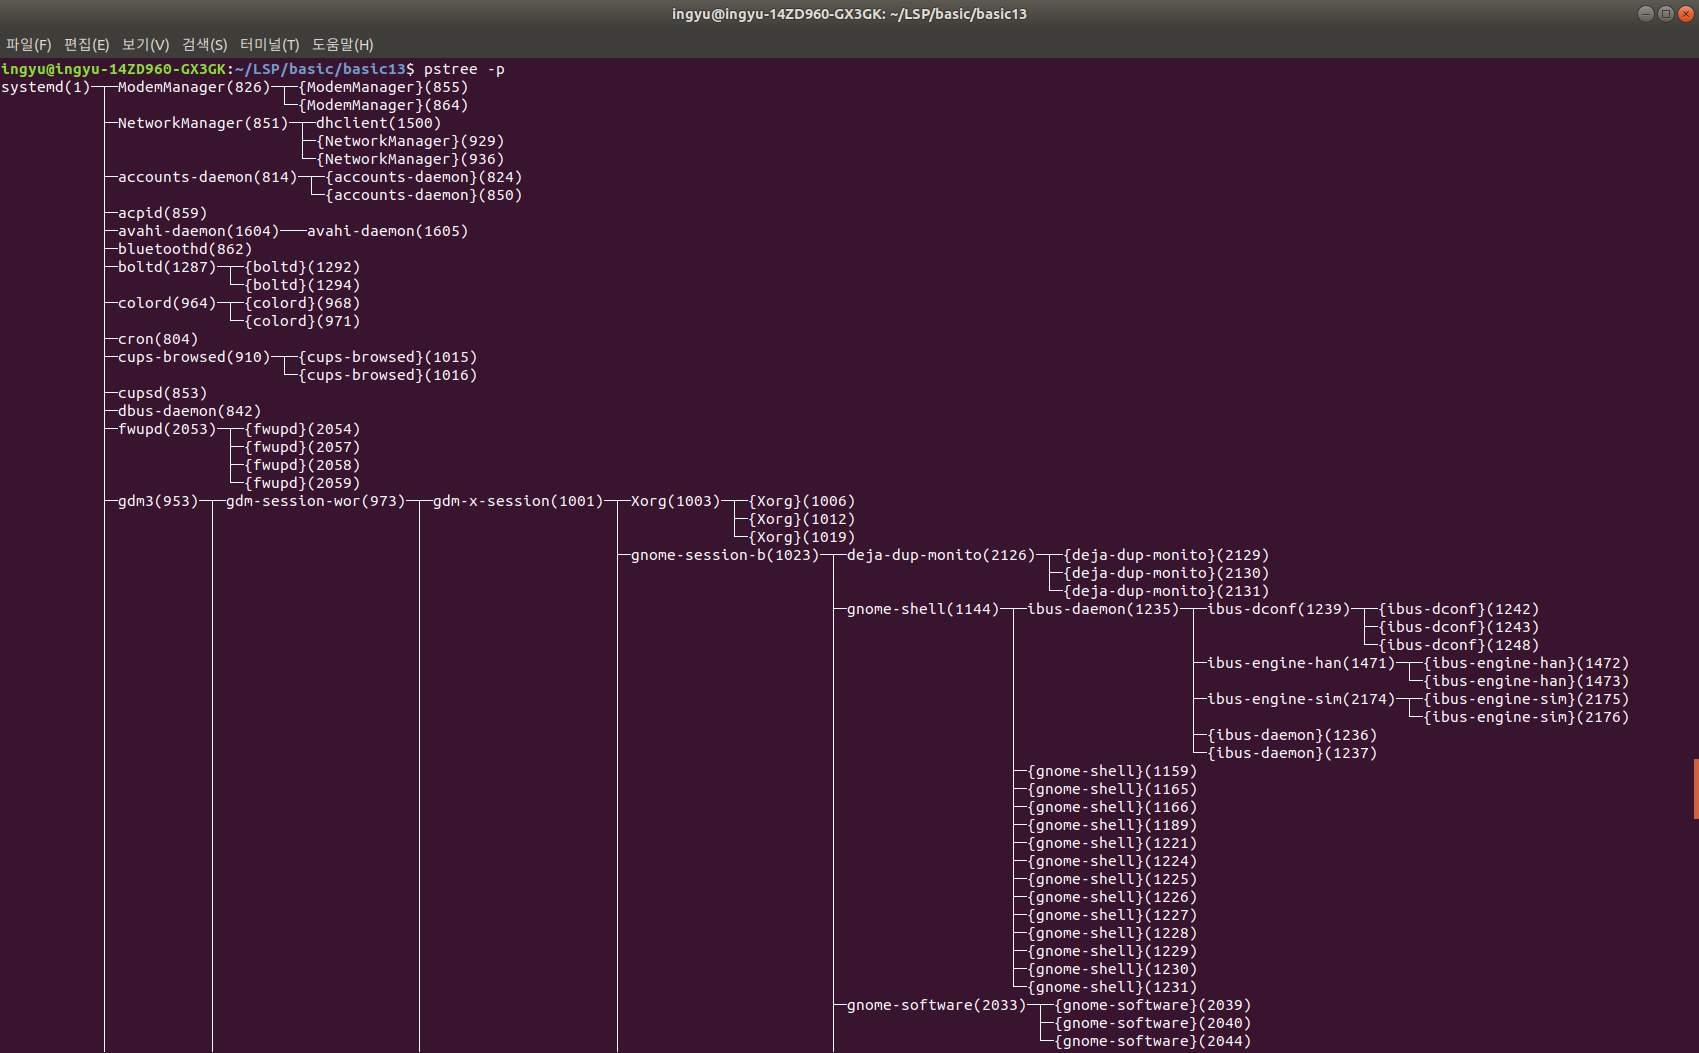 ingyu@ingyu-14ZD960-GX3GK: ~/LSP/basic/basic13
파일(F) 편집(E) 보기(V) 검색(S) 터미널(T) 도움말(H)
ingyu@ingyu-14ZD960-GX3GK:~/LSP/basic/basic13$ pstree -p
systemd(1)─┬─ModemManager(826)─┬─{ModemManager}(855)
           │                   └─{ModemManager}(864)
           ├─NetworkManager(851)─┬─dhclient(1500)
           │                     ├─{NetworkManager}(929)
           │                     └─{NetworkManager}(936)
           ├─accounts-daemon(814)─┬─{accounts-daemon}(824)
           │                      └─{accounts-daemon}(850)
           ├─acpid(859)
           ├─avahi-daemon(1604)───avahi-daemon(1605)
           ├─bluetoothd(862)
           ├─boltd(1287)─┬─{boltd}(1292)
           │             └─{boltd}(1294)
           ├─colord(964)─┬─{colord}(968)
           │             └─{colord}(971)
           ├─cron(804)
           ├─cups-browsed(910)─┬─{cups-browsed}(1015)
           │                   └─{cups-browsed}(1016)
           ├─cupsd(853)
           ├─dbus-daemon(842)
           ├─fwupd(2053)─┬─{fwupd}(2054)
           │             ├─{fwupd}(2057)
           │             ├─{fwupd}(2058)
           │             └─{fwupd}(2059)
           ├─gdm3(953)─┬─gdm-session-wor(973)─┬─gdm-x-session(1001)─┬─Xorg(1003)─┬─{Xorg}(1006)
           │           │                      │                     │            ├─{Xorg}(1012)
           │           │                      │                     │            └─{Xorg}(1019)
           │           │                      │                     ├─gnome-session-b(1023)─┬─deja-dup-monito(2126)─┬─{deja-dup-monito}(2129)
           │           │                      │                     │                       │                       ├─{deja-dup-monito}(2130)
           │           │                      │                     │                       │                       └─{deja-dup-monito}(2131)
           │           │                      │                     │                       ├─gnome-shell(1144)─┬─ibus-daemon(1235)─┬─ibus-dconf(1239)─┬─{ibus-dconf}(1242)
           │           │                      │                     │                       │                   │                   │                  ├─{ibus-dconf}(1243)
           │           │                      │                     │                       │                   │                   │                  └─{ibus-dconf}(1248)
           │           │                      │                     │                       │                   │                   ├─ibus-engine-han(1471)─┬─{ibus-engine-han}(1472)
           │           │                      │                     │                       │                   │                   │                       └─{ibus-engine-han}(1473)
           │           │                      │                     │                       │                   │                   ├─ibus-engine-sim(2174)─┬─{ibus-engine-sim}(2175)
           │           │                      │                     │                       │                   │                   │                       └─{ibus-engine-sim}(2176)
           │           │                      │                     │                       │                   │                   ├─{ibus-daemon}(1236)
           │           │                      │                     │                       │                   │                   └─{ibus-daemon}(1237)
           │           │                      │                     │                       │                   ├─{gnome-shell}(1159)
           │           │                      │                     │                       │                   ├─{gnome-shell}(1165)
           │           │                      │                     │                       │                   ├─{gnome-shell}(1166)
           │           │                      │                     │                       │                   ├─{gnome-shell}(1189)
           │           │                      │                     │                       │                   ├─{gnome-shell}(1221)
           │           │                      │                     │                       │                   ├─{gnome-shell}(1224)
           │           │                      │                     │                       │                   ├─{gnome-shell}(1225)
           │           │                      │                     │                       │                   ├─{gnome-shell}(1226)
           │           │                      │                     │                       │                   ├─{gnome-shell}(1227)
           │           │                      │                     │                       │                   ├─{gnome-shell}(1228)
           │           │                      │                     │                       │                   ├─{gnome-shell}(1229)
           │           │                      │                     │                       │                   ├─{gnome-shell}(1230)
           │           │                      │                     │                       │                   └─{gnome-shell}(1231)
           │           │                      │                     │                       ├─gnome-software(2033)─┬─{gnome-software}(2039)
           │           │                      │                     │                       │                      ├─{gnome-software}(2040)
           │           │                      │                     │                       │                      └─{gnome-software}(2044)